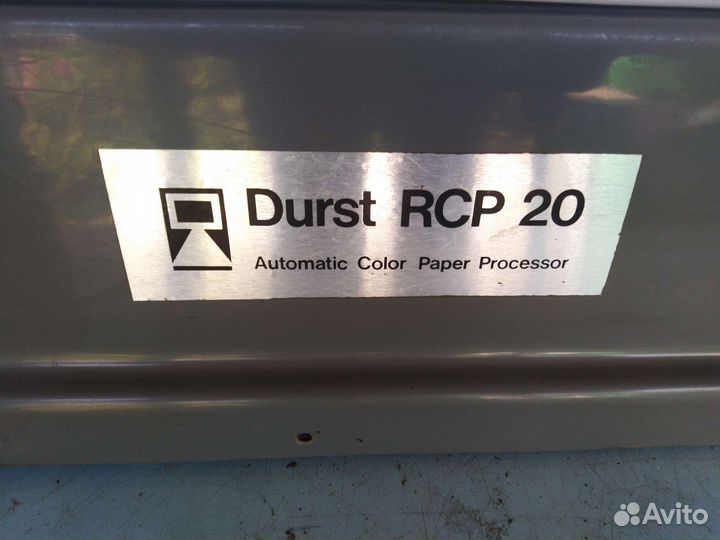 Durst RCP 20
Automatic Color Paper Processor
Avito